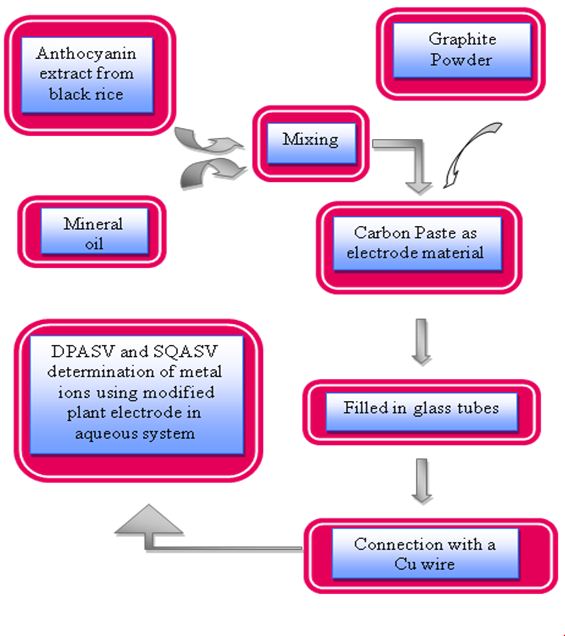 Anthocyanin
extract from
black rice
Graphite
Powder
Mixing
Mineral
oil
Carbon Paste as
electrode material
DPASV and SQASV
determination of metal
ions using modified
plant electrode in
aqueous system
Filled in glass tubes
Connection with a
Cu wire